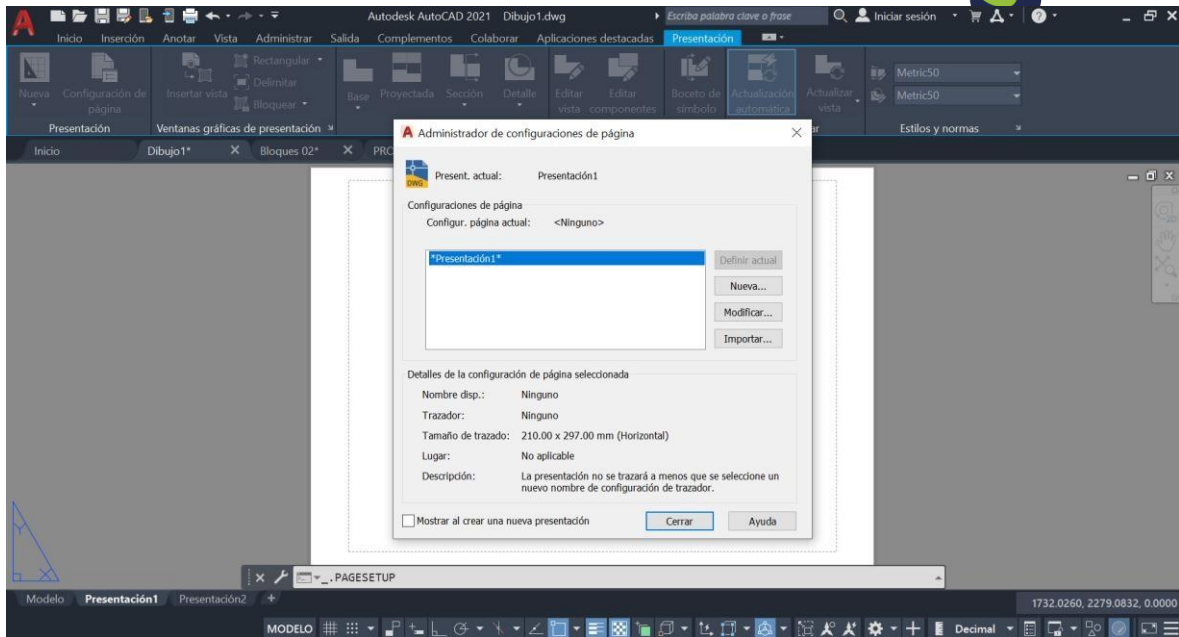 Autodesk AutoCAD 2021 Dibujo1.dwg Escriba palabra clave o frase Iniciar sesión
Inicio Inserción Anotar Vista Administrar Salida Complementos Colaborar Aplicaciones destacadas Presentación
Nueva
Configuración de página
Insertar vista
Rectangular
Delimitar
Bloquear
Base
Proyectada
Sección
Detalle
Editar vista
Editar componentes
Boceto de símbolo
Actualización automática
Actualizar vista
Metric50
Metric50
Presentación Ventanas gráficas de presentación Estilos y normas
Inicio Dibujo1* Bloques 02* PRO
Administrador de configuraciones de página
DWG
Present. actual: Presentación1
Configuraciones de página
Configur. página actual: <Ninguno>
*Presentación1*
Definir actual
Nueva...
Modificar...
Importar...
Detalles de la configuración de página seleccionada
Nombre disp.: Ninguno
Trazador: Ninguno
Tamaño de trazado: 210.00 x 297.00 mm (Horizontal)
Lugar: No aplicable
Descripción: La presentación no se trazará a menos que se seleccione un
nuevo nombre de configuración de trazador.
Mostrar al crear una nueva presentación Cerrar Ayuda
_.PAGESETUP
Modelo Presentación1 Presentación2 +
1732.0260, 2279.0832, 0.0000
MODELO Decimal